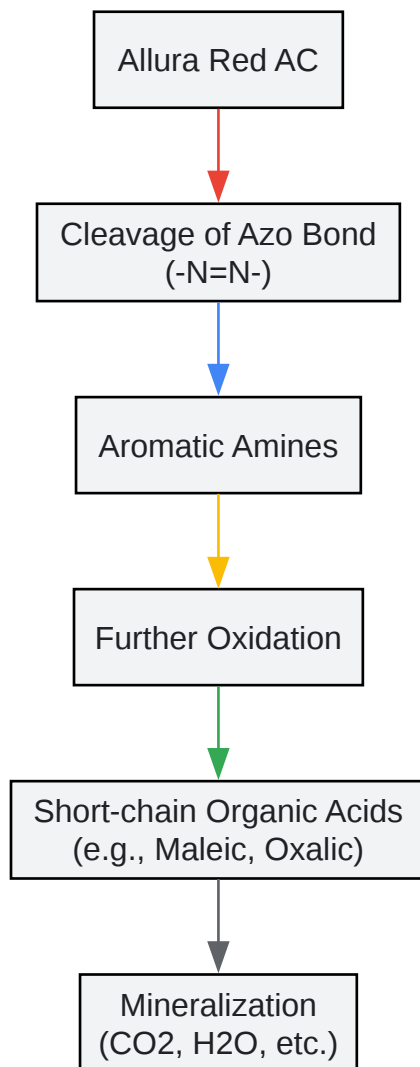 Allura Red AC
Cleavage of Azo Bond
(-N=N-)
Aromatic Amines
Further Oxidation
Short-chain Organic Acids
(e.g., Maleic, Oxalic)
Mineralization
(CO2, H2O, etc.)